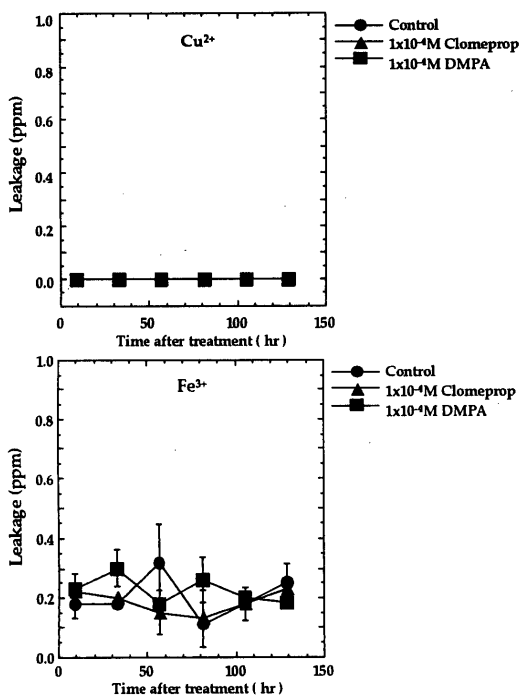 Cu²⁺
Control
1x10⁻⁴M Clomeprop
1x10⁻⁴M DMPA
Leakage (ppm)
1.0
0.8
0.6
0.4
0.2
0.0
0 50 100 150
Time after treatment ( hr)
Fe³⁺
Control
1x10⁻⁴M Clomeprop
1x10⁻⁴M DMPA
Leakage (ppm)
1.0
0.8
0.6
0.4
0.2
0.0
0 50 100 150
Time after treatment ( hr)